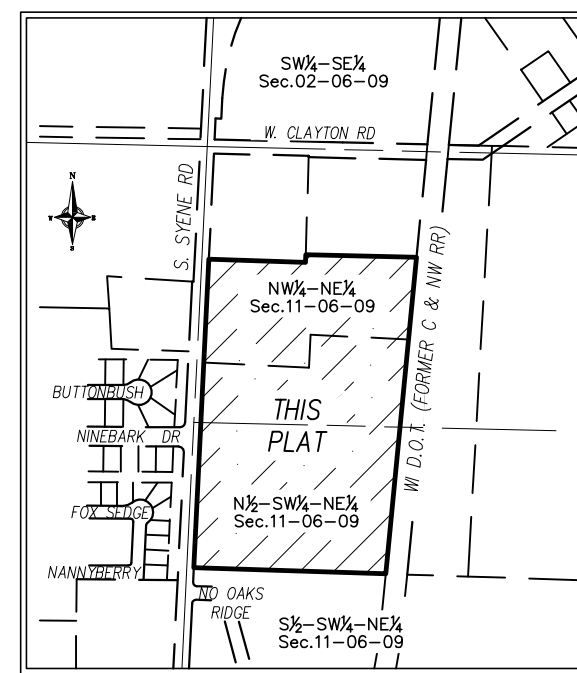 SW¼-SE¼
Sec.02-06-09
W. CLAYTON RD
N
W E
S
S. SYENE RD
NW¼-NE¼
Sec.11-06-09
WI D.O.T. (FORMER C & NW RR)
BUTTONBUSH
THIS
PLAT
NINEBARK DR
N½-SW¼-NE¼
Sec.11-06-09
FOX SEDGE
NANNYBERRY
NO OAKS
RIDGE
S½-SW¼-NE¼
Sec.11-06-09